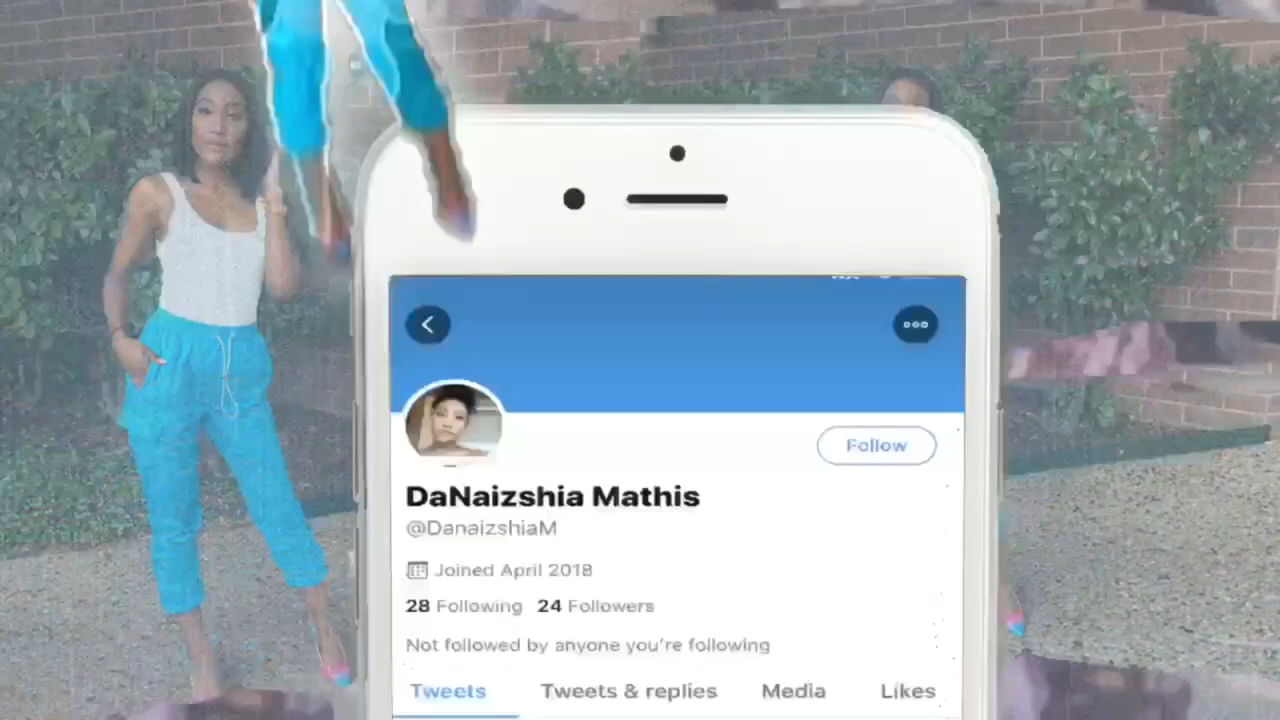 Follow
DaNaizshia Mathis
@DanaizshiaM
Joined April 2018
28 Following 24 Followers
Not followed by anyone you're following
Tweets Tweets & replies Media Likes